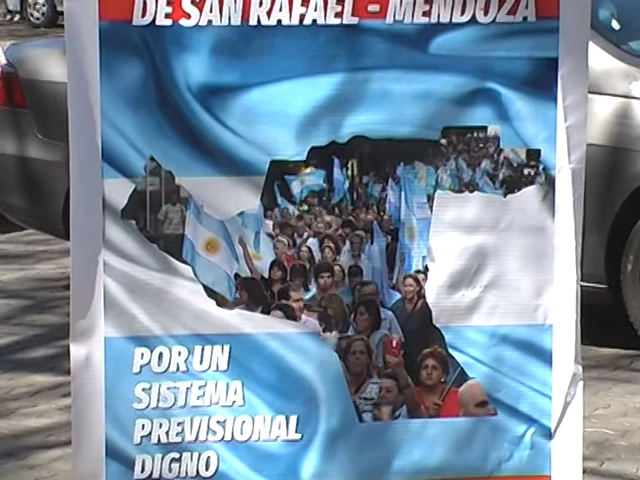 DE SAN RAFAEL - MENDOZA
POR UN
SISTEMA
PREVISIONAL
DIGNO